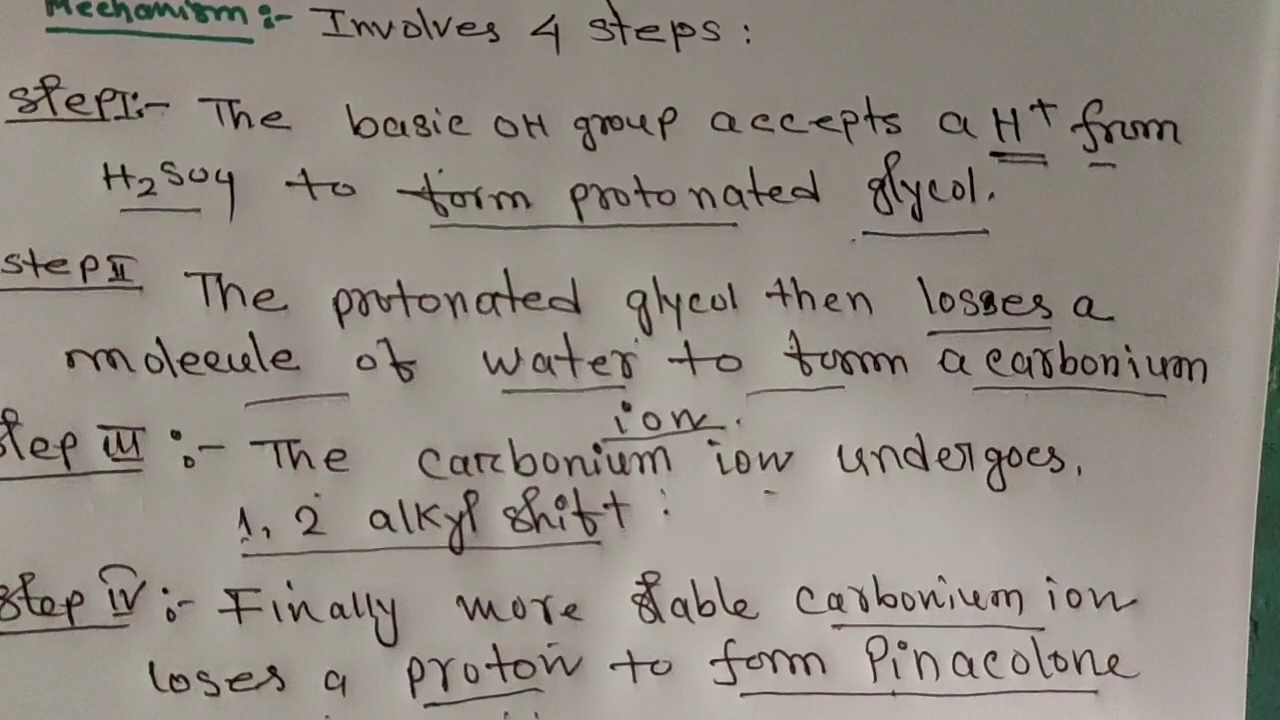 Mechanism :- Involves 4 steps :
Step I:- The basic OH group accepts a H+ from
H2SO4 to form protonated glycol.
Step II The protonated glycol then losses a
molecule of water to form a carbonium
ion.
Step III :- The carbonium ion undergoes,
1, 2 alkyl shift :
Step IV :- Finally more stable carbonium ion
loses a proton to form Pinacolone